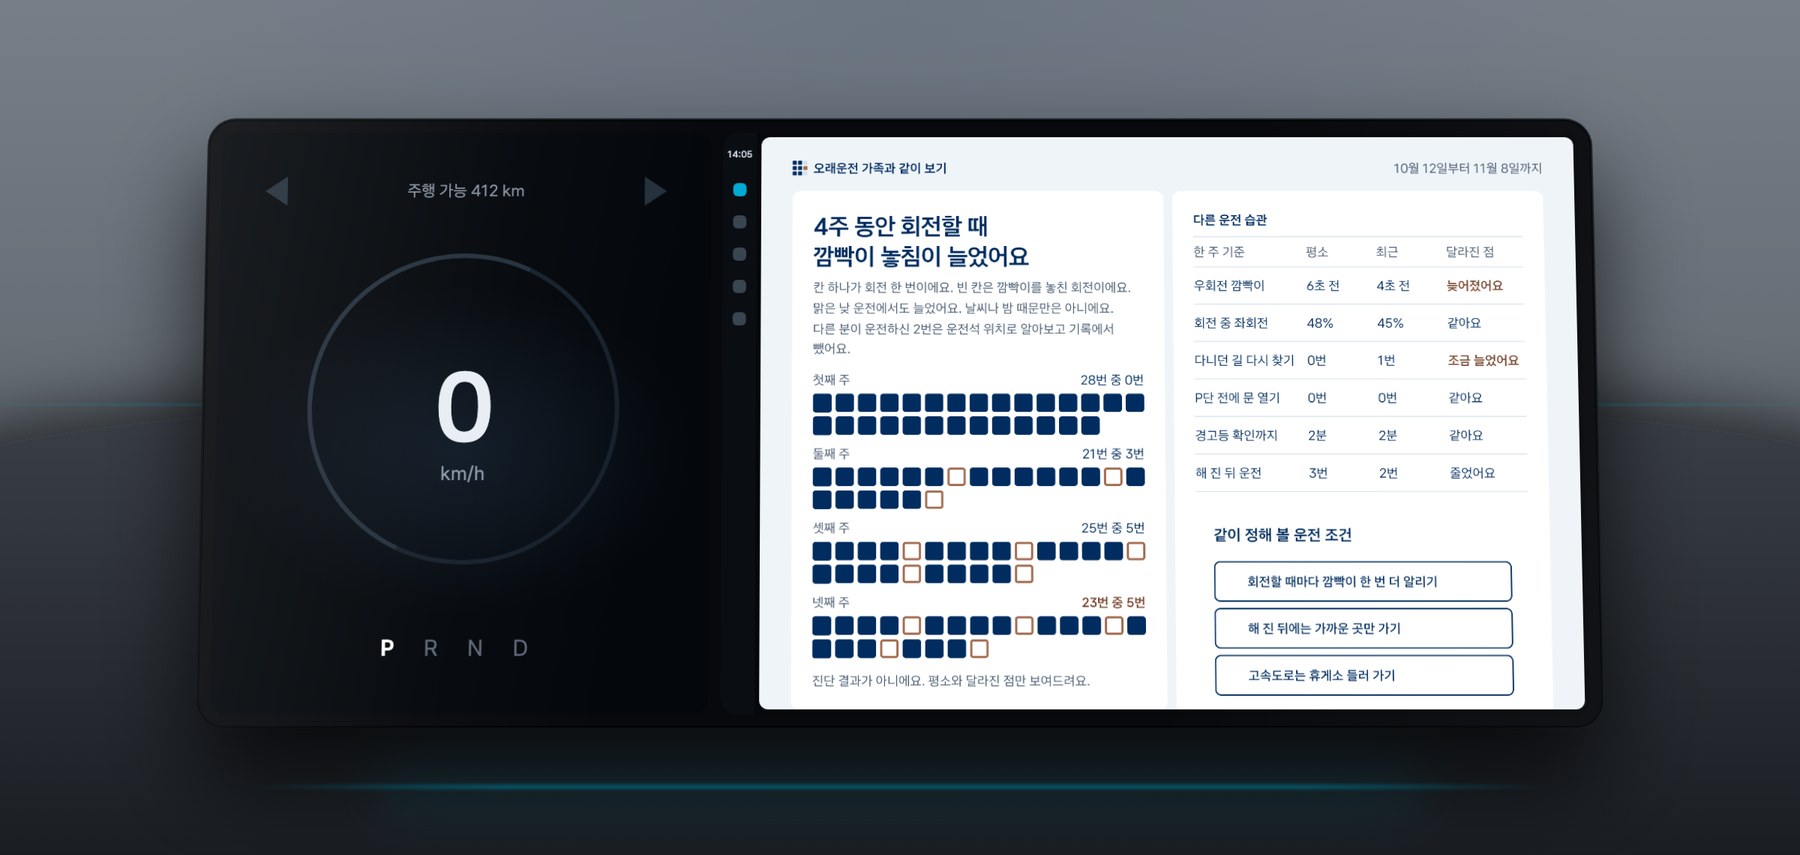 주행 가능 412 km
0
km/h
P R N D
14:05
오래운전 가족과 같이 보기
10월 12일부터 11월 8일까지
4주 동안 회전할 때
깜빡이 놓침이 늘었어요
칸 하나가 회전 한 번이에요. 빈 칸은 깜빡이를 놓친 회전이에요.
맑은 낮 운전에서도 늘었어요. 날씨나 밤 때문만은 아니에요.
다른 분이 운전하신 2번은 운전석 위치로 알아보고 기록에서
뺐어요.
첫째 주 28번 중 0번
둘째 주 21번 중 3번
셋째 주 25번 중 5번
넷째 주 23번 중 5번
진단 결과가 아니에요. 평소와 달라진 점만 보여드려요.
다른 운전 습관
한 주 기준 평소 최근 달라진 점
우회전 깜빡이 6초 전 4초 전 늦어졌어요
회전 중 좌회전 48% 45% 같아요
다니던 길 다시 찾기 0번 1번 조금 늘었어요
P단 전에 문 열기 0번 0번 같아요
경고등 확인까지 2분 2분 같아요
해 진 뒤 운전 3번 2번 줄었어요
같이 정해 볼 운전 조건
회전할 때마다 깜빡이 한 번 더 알리기
해 진 뒤에는 가까운 곳만 가기
고속도로는 휴게소 들러 가기